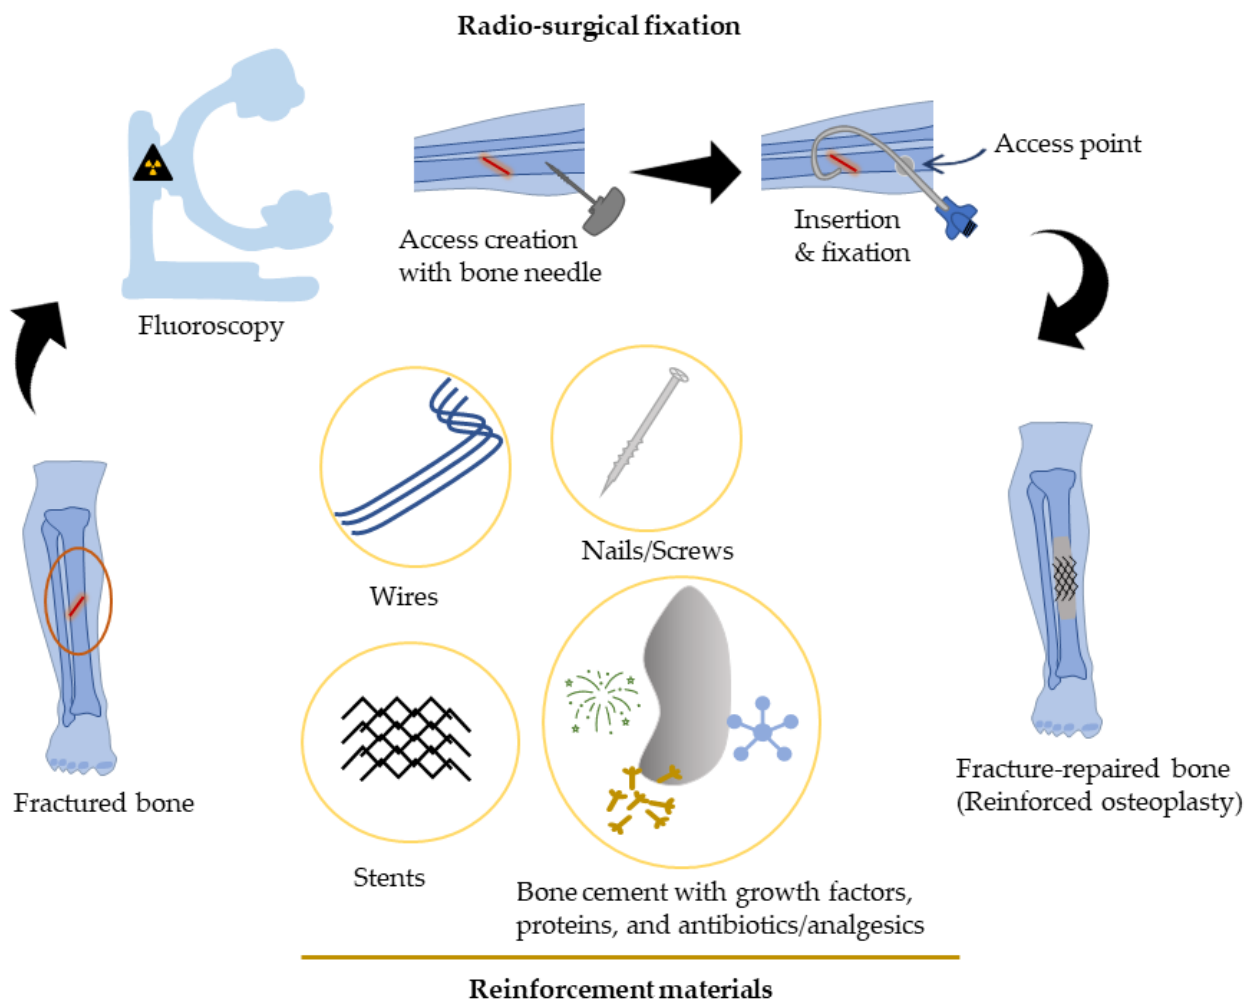 Radio-surgical fixation
Access point
Access creation
with bone needle
Insertion
& fixation
Fluoroscopy
Nails/Screws
Wires
Fractured bone
Fracture-repaired bone
(Reinforced osteoplasty)
Stents
Bone cement with growth factors,
proteins, and antibiotics/analgesics
Reinforcement materials